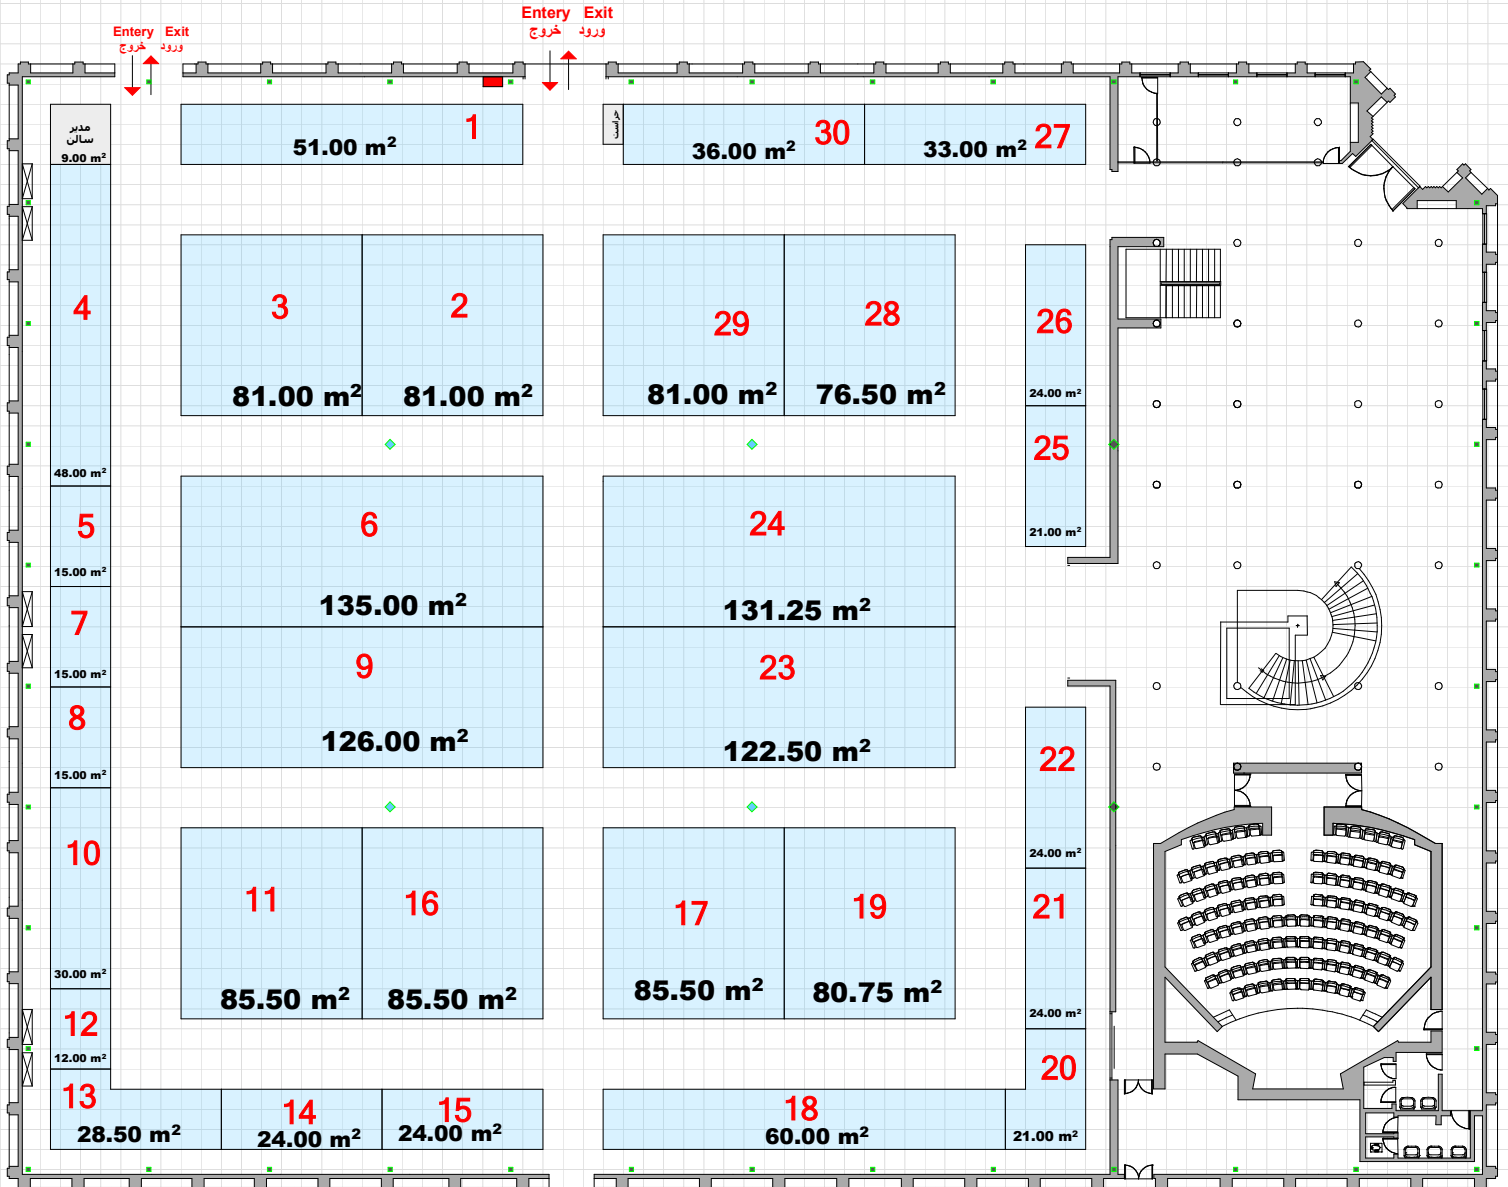 Entery Exit
خروج ورود
Entery Exit
خروج ورود
مدیر
سالن
9.00 m²
1
51.00 m²
حراست
30
36.00 m²
27
33.00 m²
4
48.00 m²
3
81.00 m²
2
81.00 m²
29
81.00 m²
28
76.50 m²
26
24.00 m²
25
21.00 m²
5
15.00 m²
6
135.00 m²
24
131.25 m²
7
15.00 m²
9
126.00 m²
23
122.50 m²
8
15.00 m²
22
24.00 m²
10
30.00 m²
11
85.50 m²
16
85.50 m²
17
85.50 m²
19
80.75 m²
21
24.00 m²
12
12.00 m²
13
28.50 m²
14
24.00 m²
15
24.00 m²
18
60.00 m²
20
21.00 m²